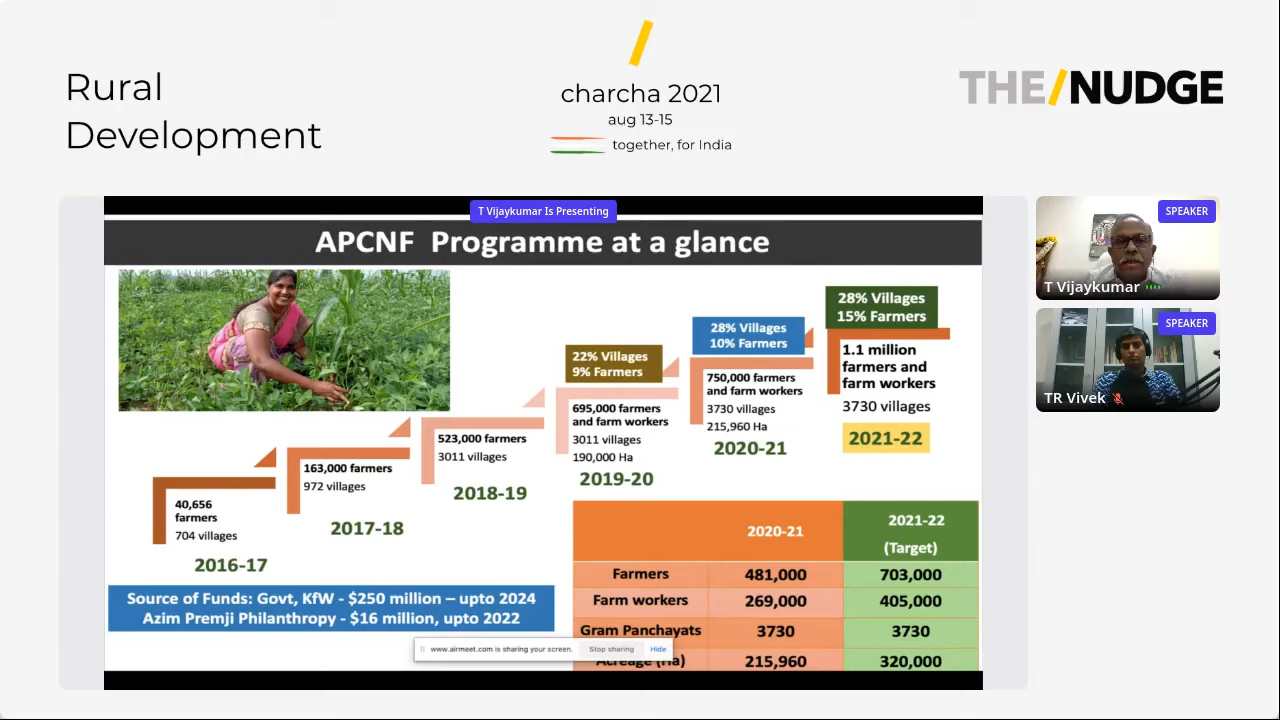 Rural
Development
charcha 2021
aug 13-15
together, for India
THE/NUDGE
T Vijaykumar Is Presenting
APCNF Programme at a glance
28% Villages
15% Farmers
1.1 million
farmers and
farm workers
3730 villages
2021-22
28% Villages
10% Farmers
750,000 farmers
and farm workers
3730 villages
215,960 Ha
2020-21
22% Villages
9% Farmers
695,000 farmers
and farm workers
3011 villages
190,000 Ha
2019-20
523,000 farmers
3011 villages
2018-19
163,000 farmers
972 villages
2017-18
40,656
farmers
704 villages
2016-17
Source of Funds: Govt, KfW - $250 million – upto 2024
Azim Premji Philanthropy - $16 million, upto 2022
2020-21 2021-22
(Target)
Farmers 481,000 703,000
Farm workers 269,000 405,000
Gram Panchayats 3730 3730
Acreage (Ha) 215,960 320,000
www.airmeet.com is sharing your screen. Stop sharing Hide
SPEAKER
T Vijaykumar
SPEAKER
TR Vivek